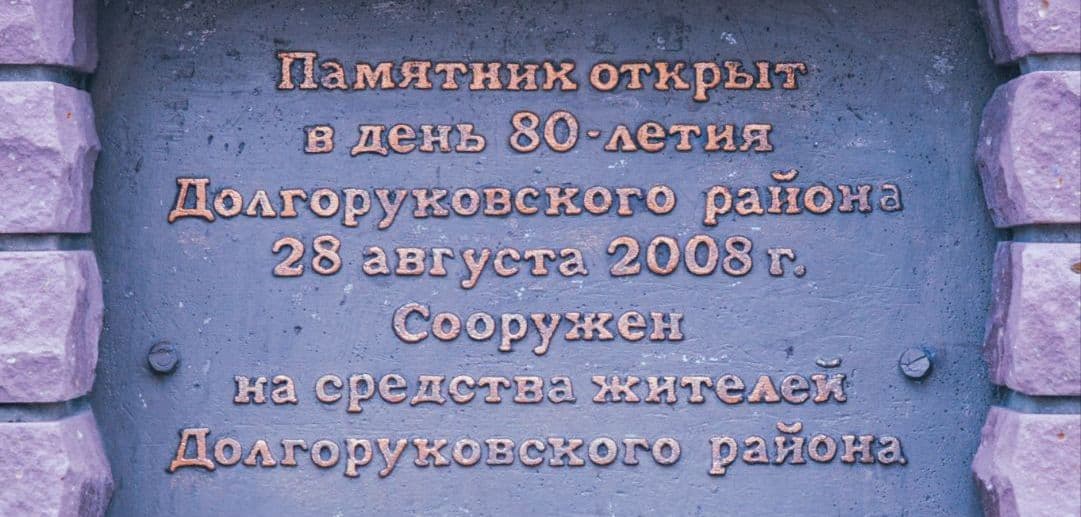 Памятник открыт
в день 80-летия
Долгоруковского района
28 августа 2008 г.
Сооружен
на средства жителей
Долгоруковского района